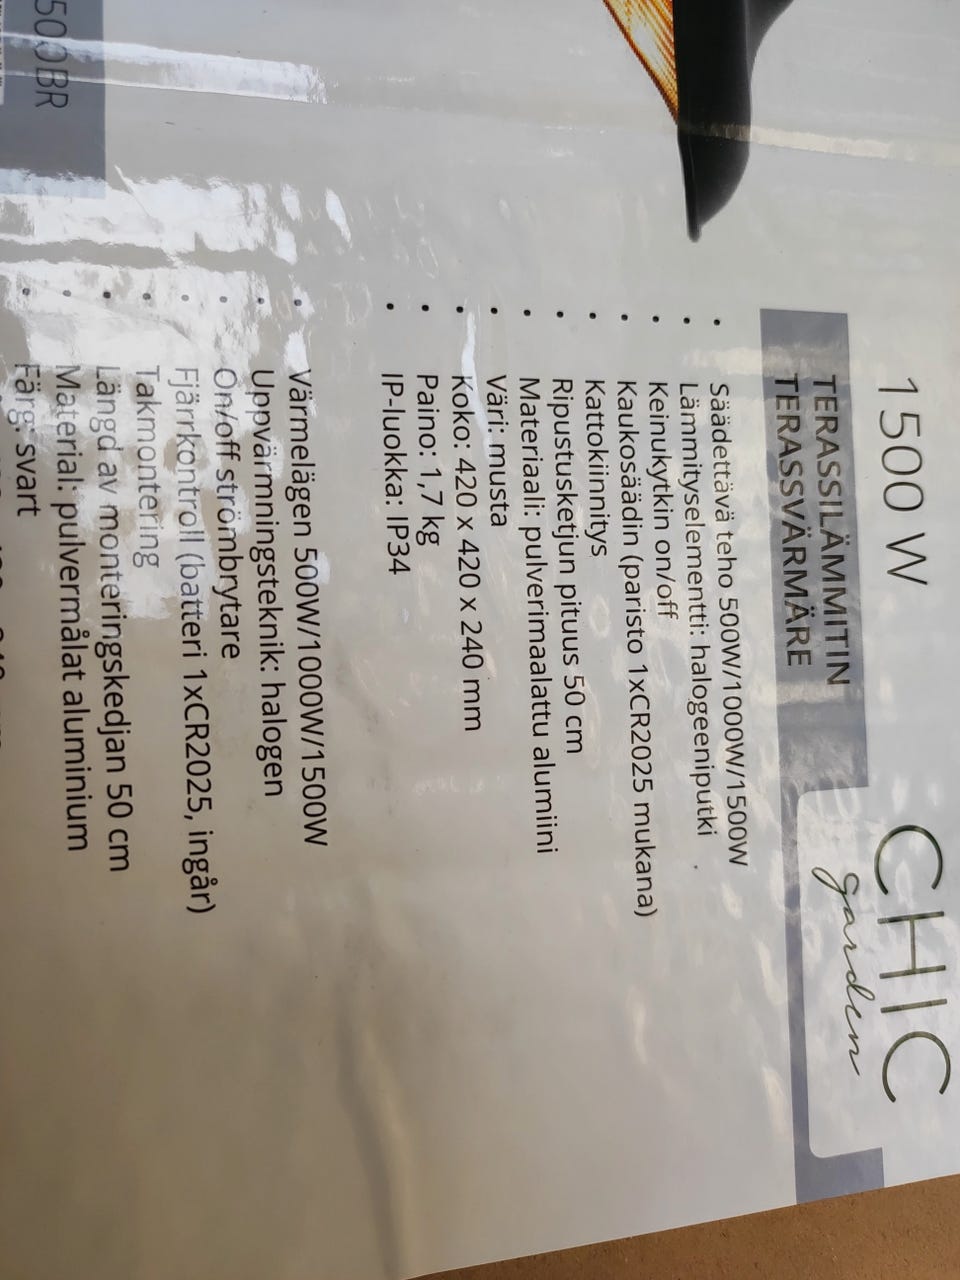 1500 W
CHIC
garden
TERASSILÄMMITIN
TERASSVÄRMARE
• Säädettävä teho 500W/1000W/1500W
• Lämmityselementti: halogeeniputki
• Keinukytkin on/off
• Kaukosäädin (paristo 1xCR2025 mukana)
• Kattokiinnitys
• Ripustusketjun pituus 50 cm
• Materiaali: pulverimaalattu alumiini
• Väri: musta
• Koko: 420 x 420 x 240 mm
• Paino: 1,7 kg
• IP-luokka: IP34
• Värmelägen 500W/1000W/1500W
• Uppvärmningsteknik: halogen
• On/off strömbrytare
• Fjärrkontroll (batteri 1xCR2025, ingår)
• Takmontering
• Längd av monteringskedjan 50 cm
• Material: pulvermålat aluminium
• Färg: svart
500BR